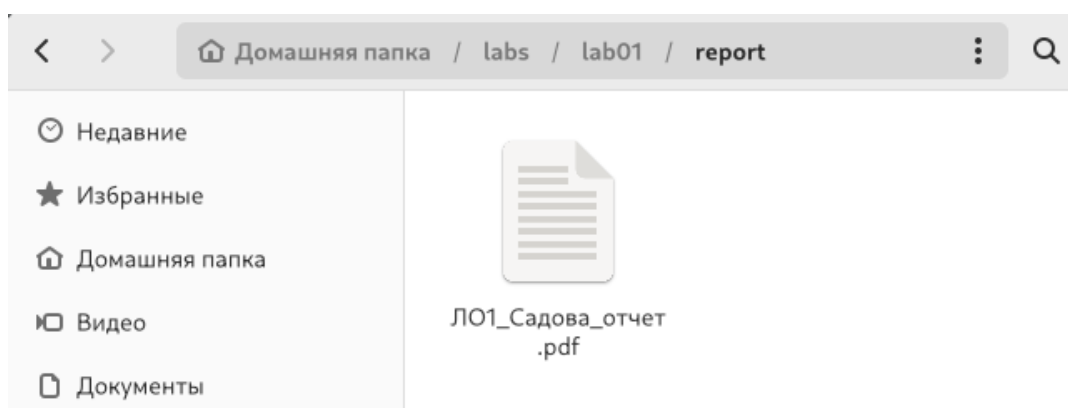 Домашняя папка / labs / lab01 / report
Недавние
Избранные
Домашняя папка
Видео
Документы
ЛО1_Садова_отчет
.pdf